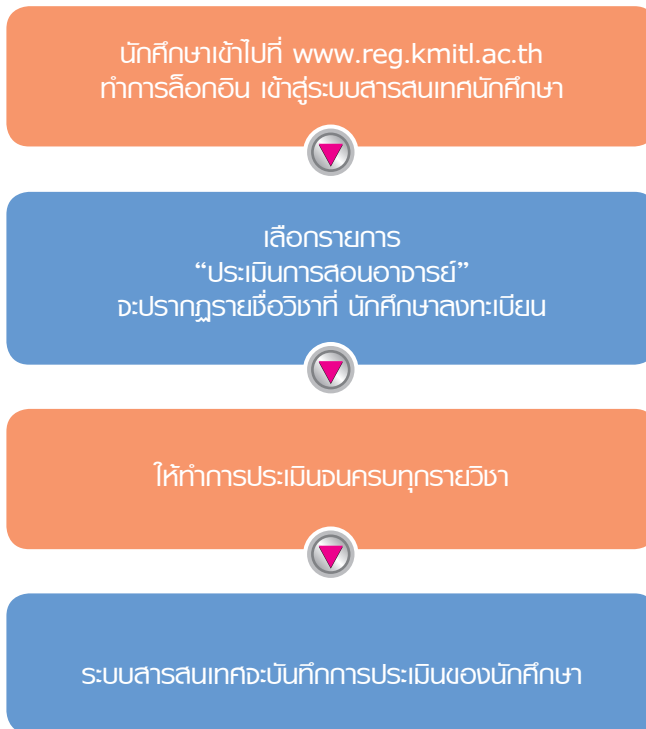 นักศึกษาเข้าไปที่ www.reg.kmitl.ac.th
ทำการล็อกอิน เข้าสู่ระบบสารสนเทศนักศึกษา
เลือกรายการ
“ประเมินการสอนอาจารย์”
จะปรากฏรายชื่อวิชาที่ นักศึกษาลงทะเบียน
ให้ทำการประเมินจนครบทุกรายวิชา
ระบบสารสนเทศจะบันทึกการประเมินของนักศึกษา